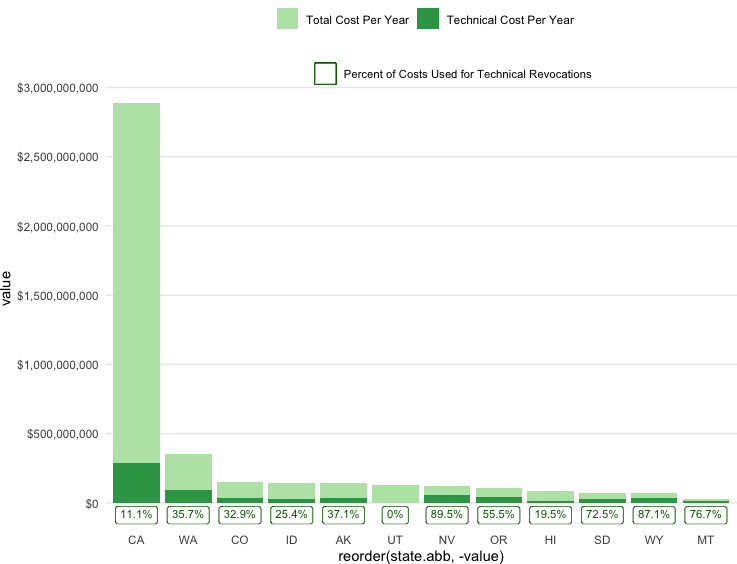 Total Cost Per Year Technical Cost Per Year
Percent of Costs Used for Technical Revocations
$3,000,000,000
$2,500,000,000
$2,000,000,000
value
$1,500,000,000
$1,000,000,000
$500,000,000
$0
11.1% 35.7% 32.9% 25.4% 37.1% 0% 89.5% 55.5% 19.5% 72.5% 87.1% 76.7%
CA WA CO ID AK UT NV OR HI SD WY MT
reorder(state.abb, -value)